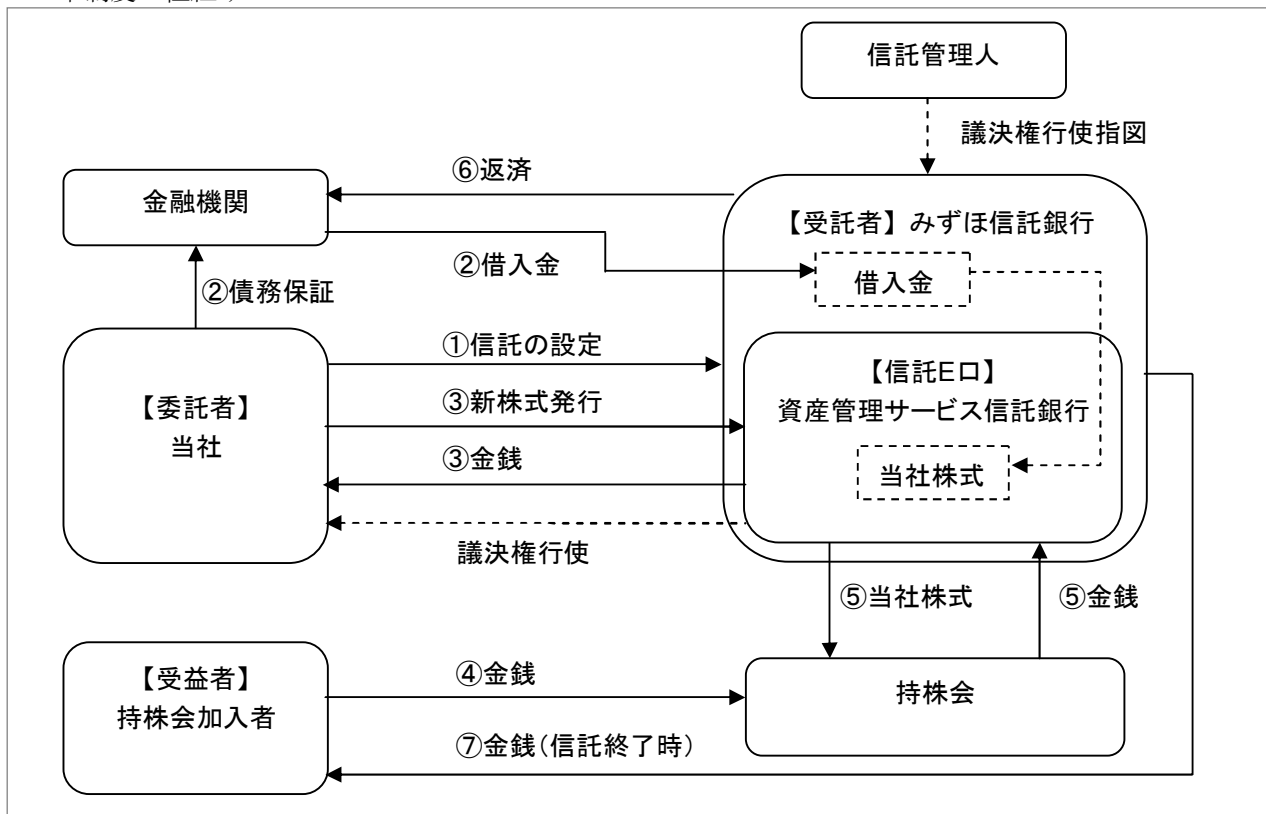 信託管理人
議決権行使指図
⑥返済
金融機関
【受託者】みずほ信託銀行
②借入金
借入金
②債務保証
①信託の設定
【信託E口】
資産管理サービス信託銀行
【委託者】
当社
③新株式発行
③金銭
当社株式
議決権行使
⑤当社株式
⑤金銭
【受益者】
持株会加入者
④金銭
持株会
⑦金銭(信託終了時)